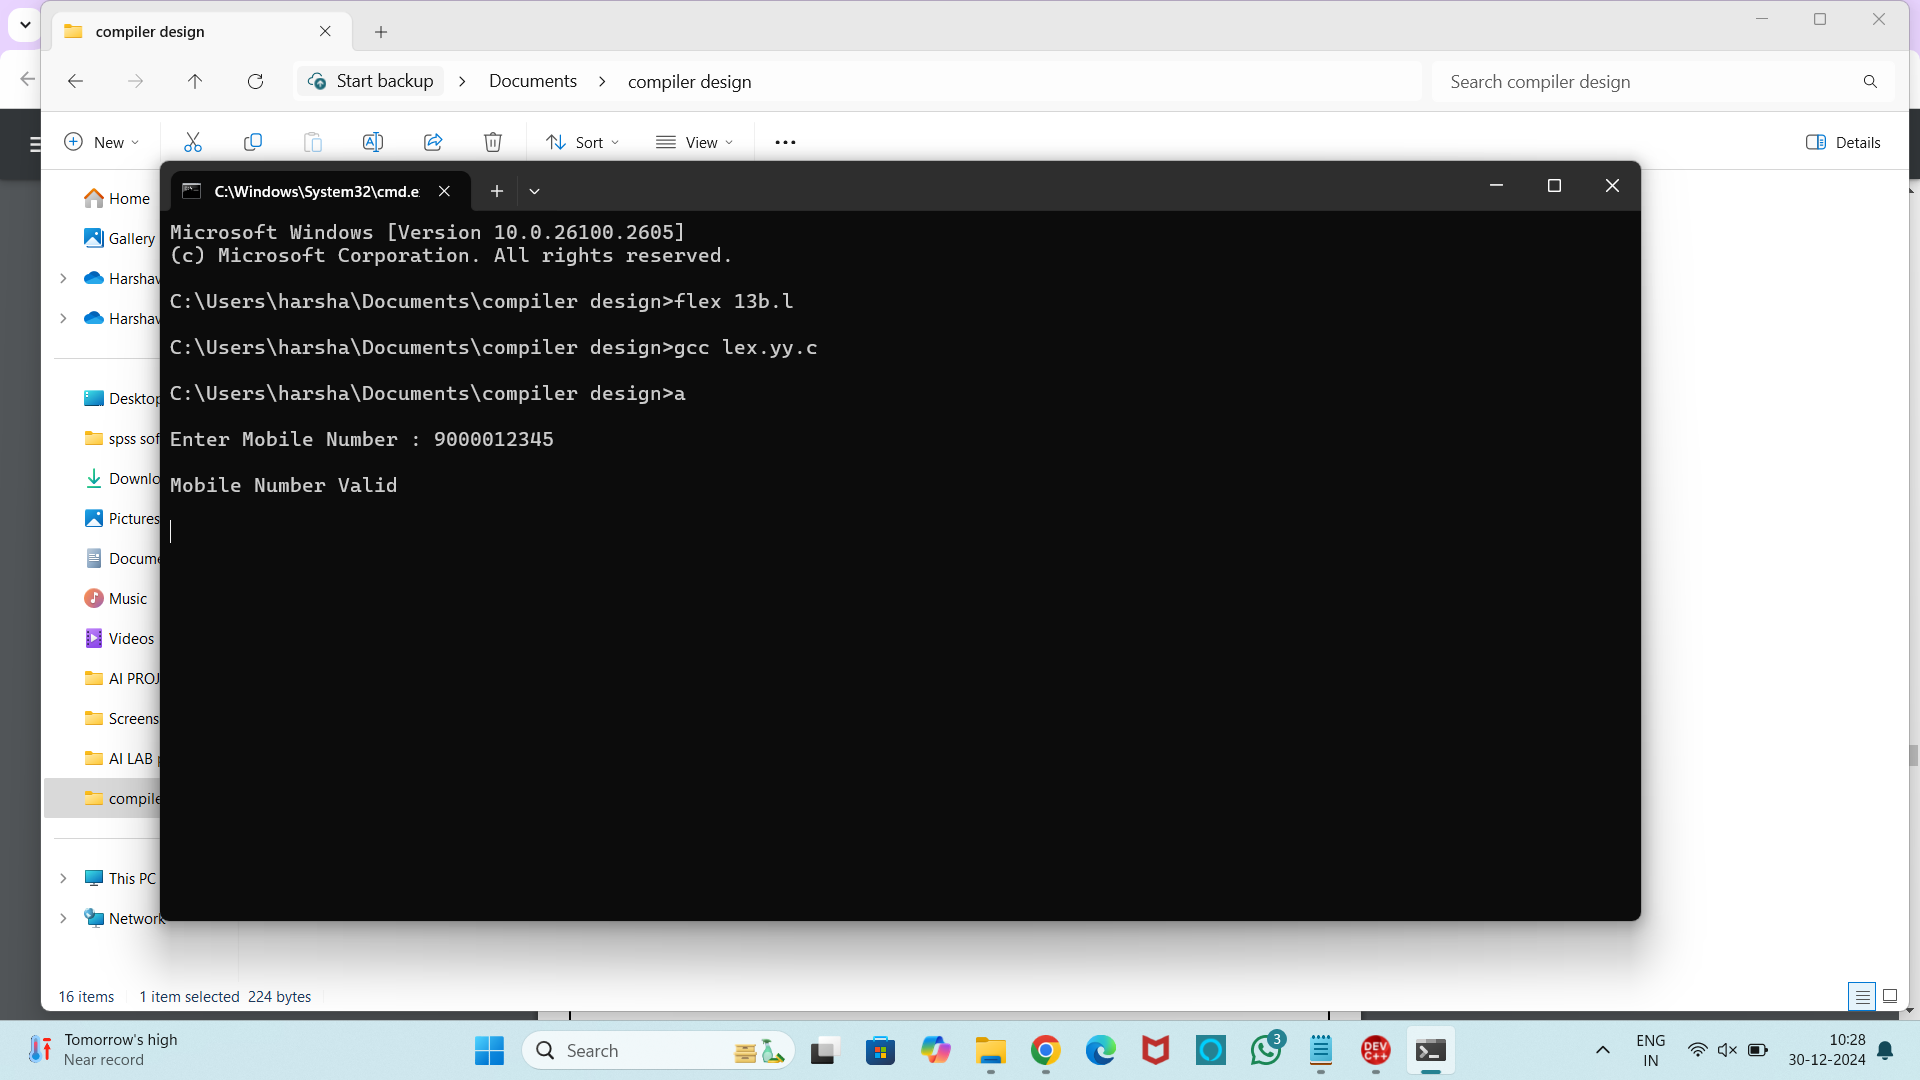 compiler design
Start backup
Documents
compiler design
Search compiler design
New
Sort
View
Details
C:\Windows\System32\cmd.e
Home
Gallery
Harshav
Harshav
Desktop
spss sof
Downlo
Pictures
Docume
Music
Videos
AI PROJ
Screens
AI LAB p
compile
This PC
Network
Microsoft Windows [Version 10.0.26100.2605]
(c) Microsoft Corporation. All rights reserved.
C:\Users\harsha\Documents\compiler design>flex 13b.l
C:\Users\harsha\Documents\compiler design>gcc lex.yy.c
C:\Users\harsha\Documents\compiler design>a
Enter Mobile Number : 9000012345
Mobile Number Valid
16 items 1 item selected 224 bytes
Tomorrow's high
Near record
Search
3
DEV
C++
ENG
IN
10:28
30-12-2024